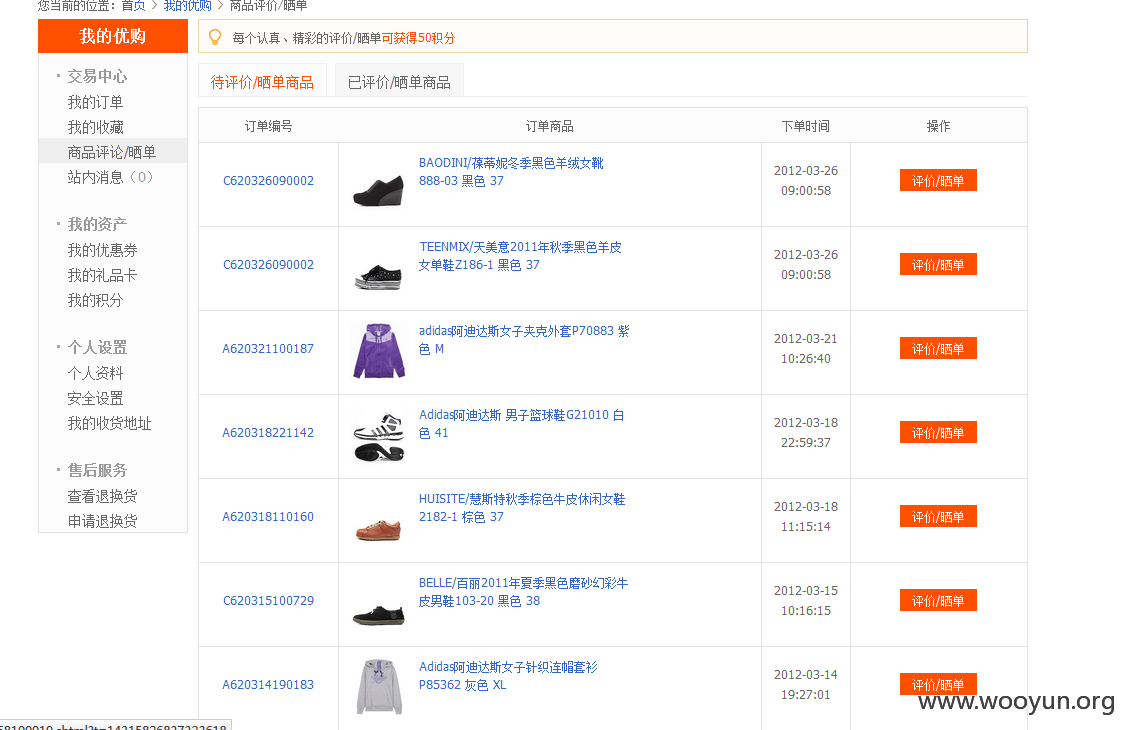 您当前的位置：首页 > 我的优购 > 商品评价/晒单
我的优购
· 交易中心
我的订单
我的收藏
商品评论/晒单
站内消息（0）
· 我的资产
我的优惠券
我的礼品卡
我的积分
· 个人设置
个人资料
安全设置
我的收货地址
· 售后服务
查看退换货
申请退换货
每个认真、精彩的评价/晒单可获得50积分
待评价/晒单商品 已评价/晒单商品
订单编号 订单商品 下单时间 操作
C620326090002
BAODINI/葆蒂妮冬季黑色羊绒女靴
888-03 黑色 37
2012-03-26
09:00:58
评价/晒单
C620326090002
TEENMIX/天美意2011年秋季黑色羊皮
女单鞋Z186-1 黑色 37
2012-03-26
09:00:58
评价/晒单
A620321100187
adidas阿迪达斯女子夹克外套P70883 紫
色 M
2012-03-21
10:26:40
评价/晒单
A620318221142
Adidas阿迪达斯 男子篮球鞋G21010 白
色 41
2012-03-18
22:59:37
评价/晒单
A620318110160
HUISITE/慧斯特秋季棕色牛皮休闲女鞋
2182-1 棕色 37
2012-03-18
11:15:14
评价/晒单
C620315100729
BELLE/百丽2011年夏季黑色磨砂幻彩牛
皮男鞋103-20 黑色 38
2012-03-15
10:16:15
评价/晒单
A620314190183
Adidas阿迪达斯女子针织连帽套衫
P85362 灰色 XL
2012-03-14
19:27:01
评价/晒单
www.wooyun.org